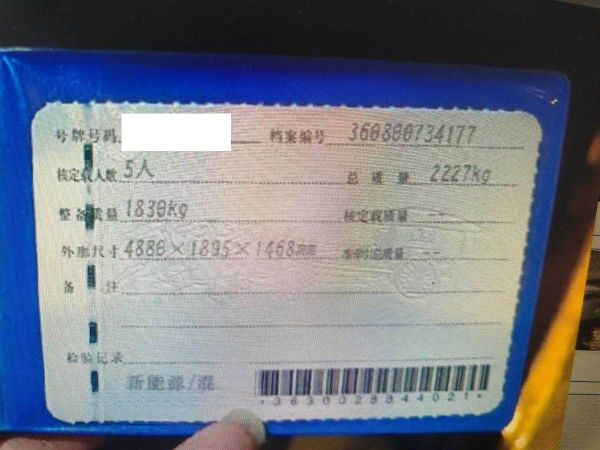 号牌号码 档案编号 360800734177
核定载人数 5人 总质量 2227kg
整备质量 1830kg 核定载质量 --
外廓尺寸 4880×1895×1468mm 准牵引总质量 --
备注
检验记录
新能源/混
*3630029844021*